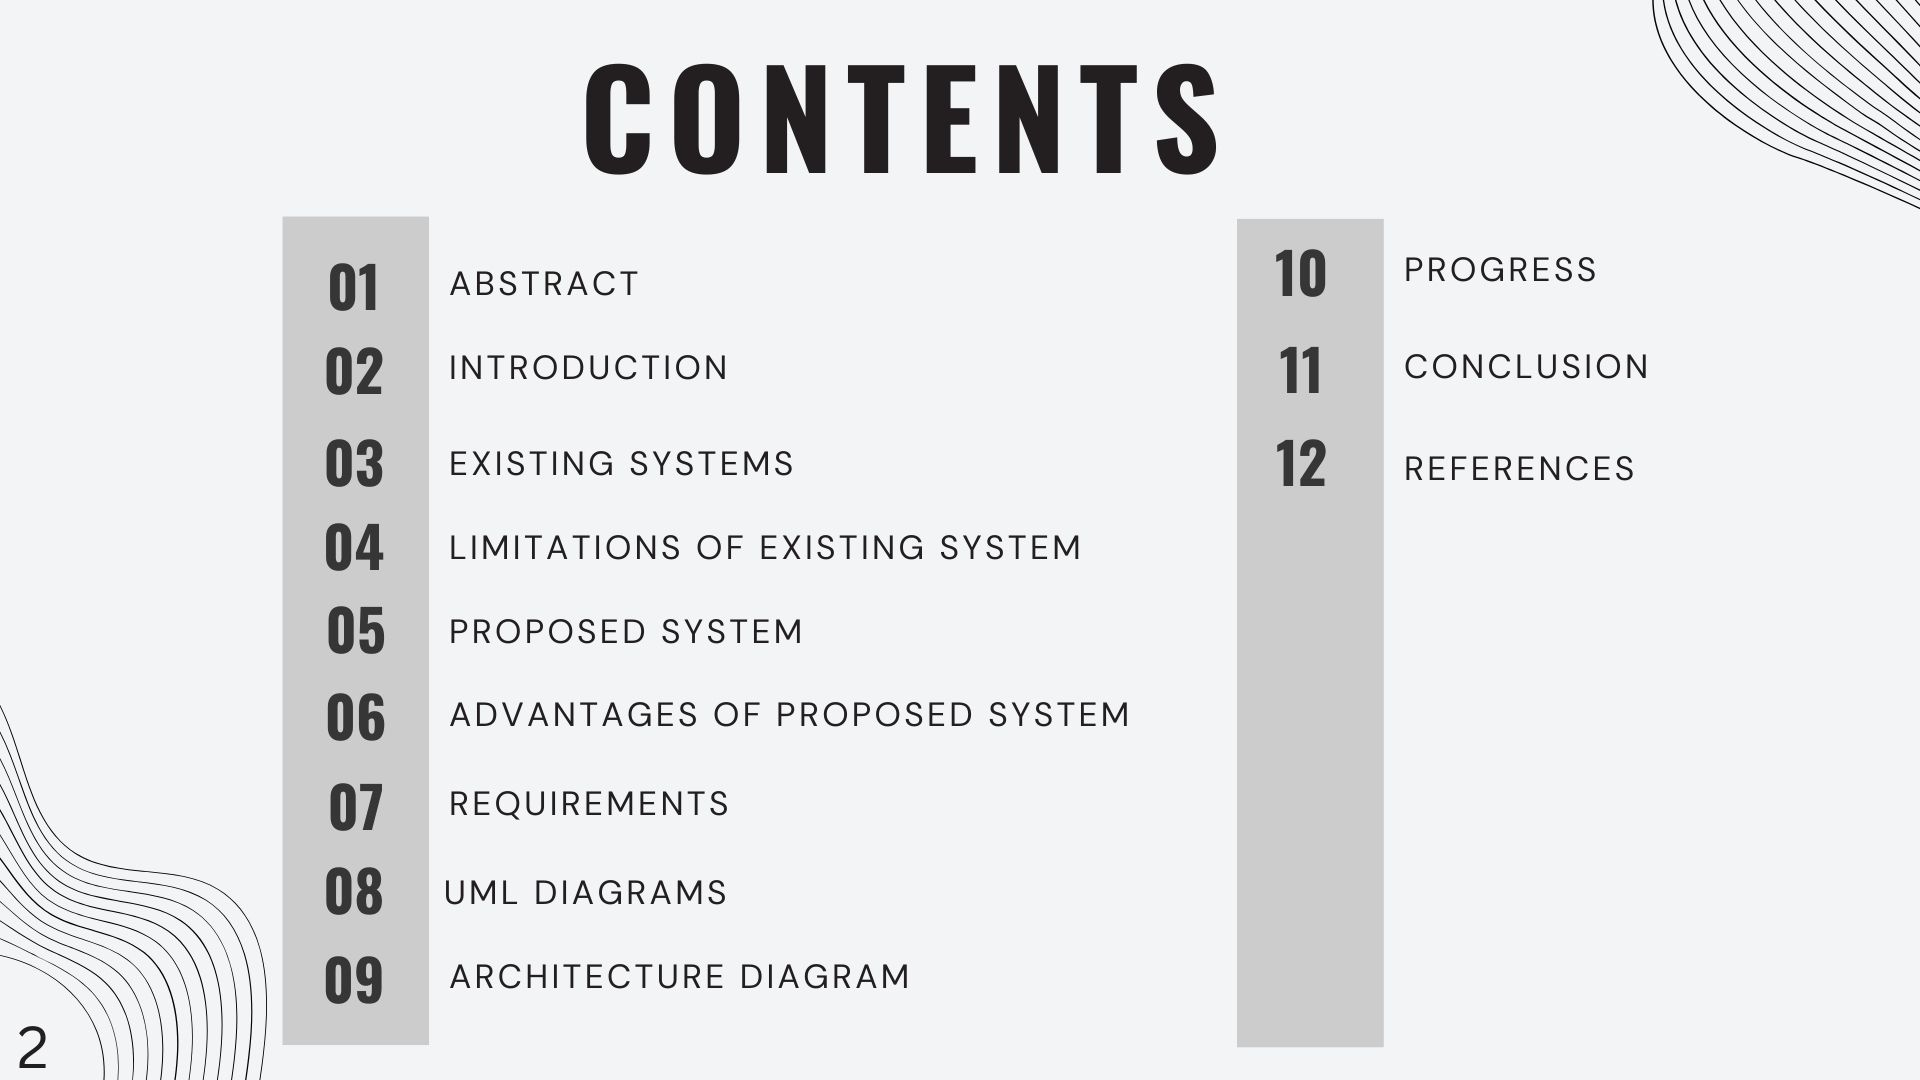 CONTENTS
01 ABSTRACT
02 INTRODUCTION
03 EXISTING SYSTEMS
04 LIMITATIONS OF EXISTING SYSTEM
05 PROPOSED SYSTEM
06 ADVANTAGES OF PROPOSED SYSTEM
07 REQUIREMENTS
08 UML DIAGRAMS
09 ARCHITECTURE DIAGRAM
10 PROGRESS
11 CONCLUSION
12 REFERENCES
2